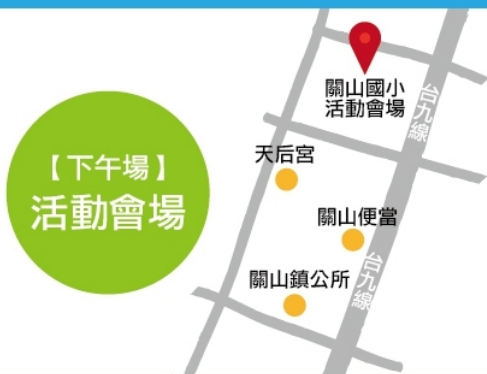 關山國小
活動會場
台九線
天后宮
【下午場】
活動會場
關山便當
台九線
關山鎮公所